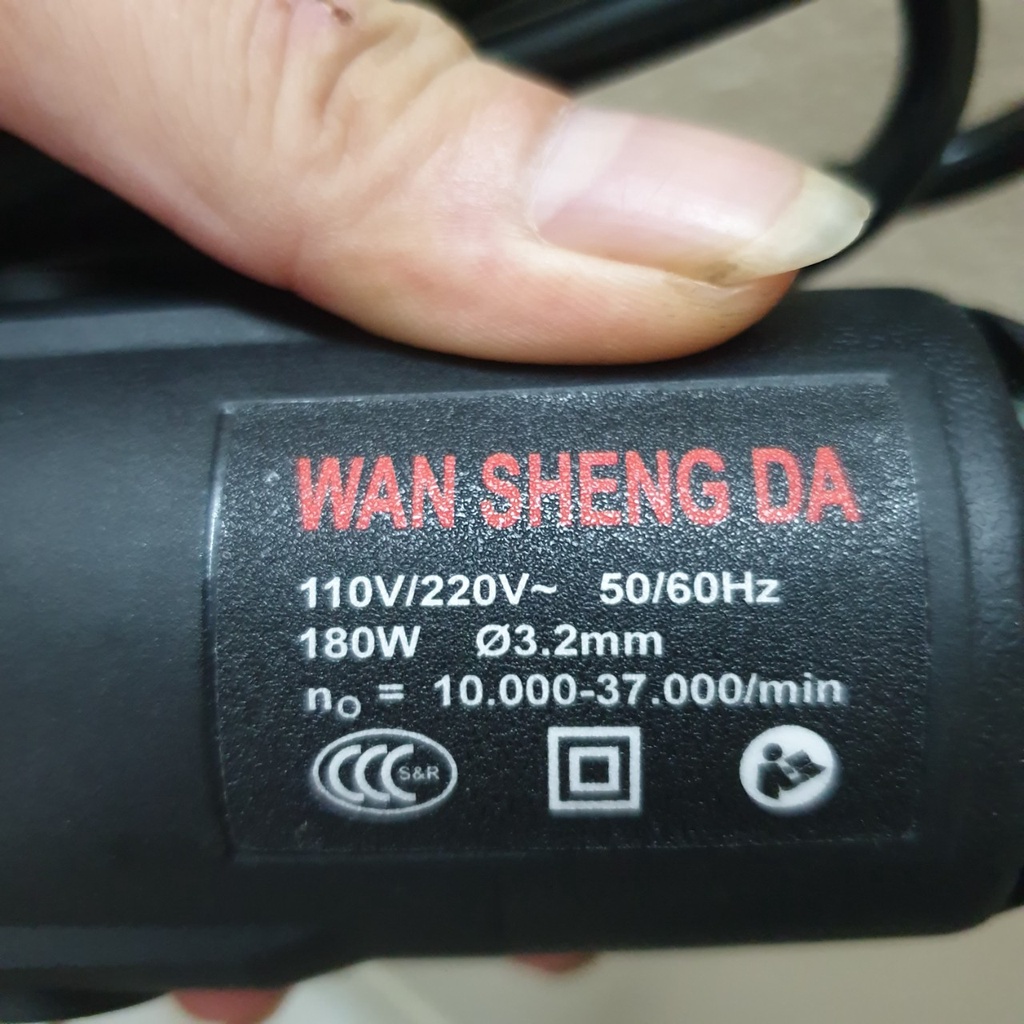 WAN SHENG DA
110V/220V~ 50/60Hz
180W Ø3.2mm
n₀ = 10.000-37.000/min
CCC S&R